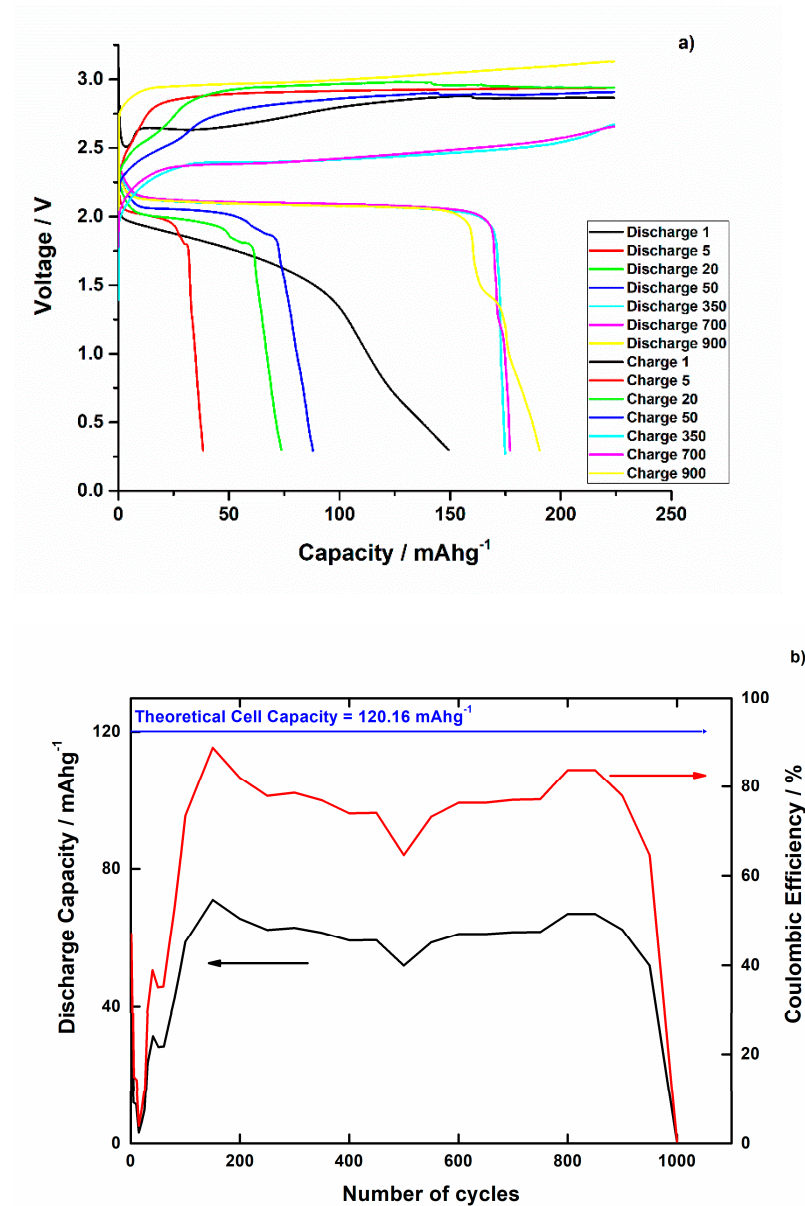 a)
3.0
2.5
2.0
1.5
1.0
0.5
0.0
Voltage / V
0
50
100
150
200
250
Capacity / mAhg⁻¹
Discharge 1
Discharge 5
Discharge 20
Discharge 50
Discharge 350
Discharge 700
Discharge 900
Charge 1
Charge 5
Charge 20
Charge 50
Charge 350
Charge 700
Charge 900
b)
Theoretical Cell Capacity = 120.16 mAhg⁻¹
120
80
40
0
Discharge Capacity / mAhg⁻¹
100
80
60
40
20
0
Coulombic Efficiency / %
0
200
400
600
800
1000
Number of cycles